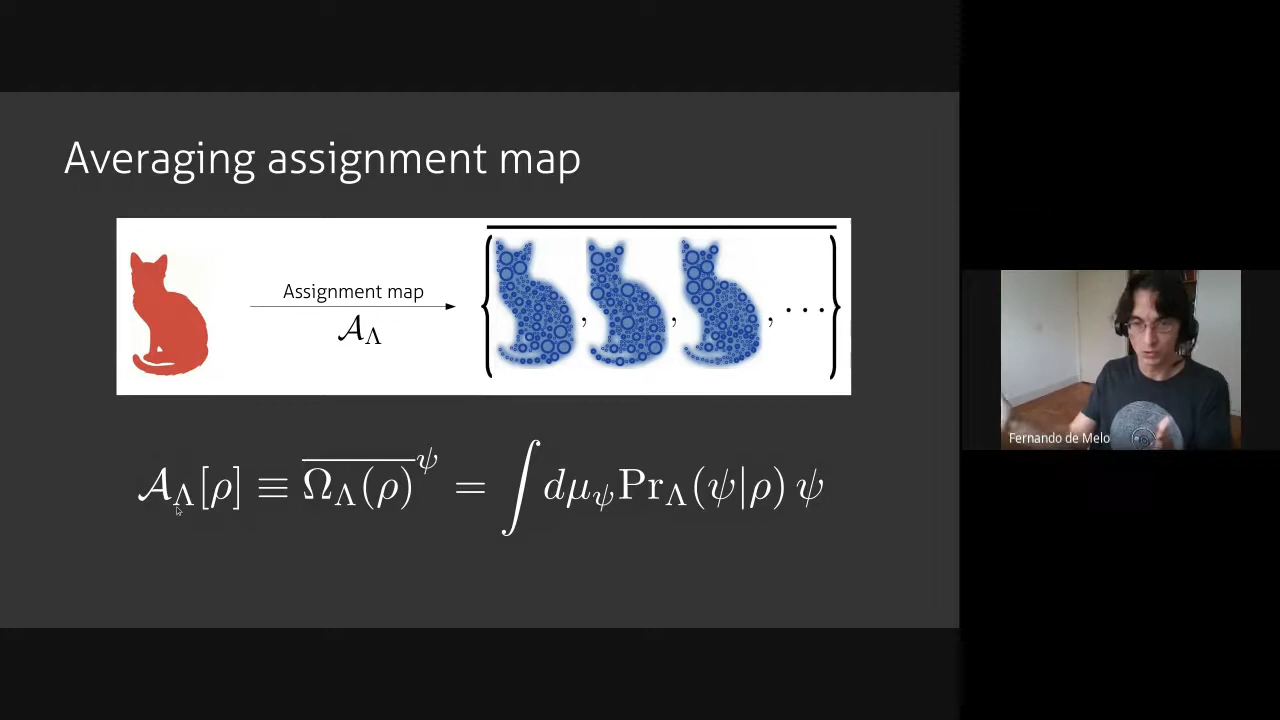 Averaging assignment map
Assignment map
𝒜_Λ
{ , , , ⋯ }
𝒜_Λ[ρ] ≡ \overline{Ω_Λ(ρ)}^ψ = ∫ dμ_ψ Pr_Λ(ψ|ρ) ψ
Fernando de Melo